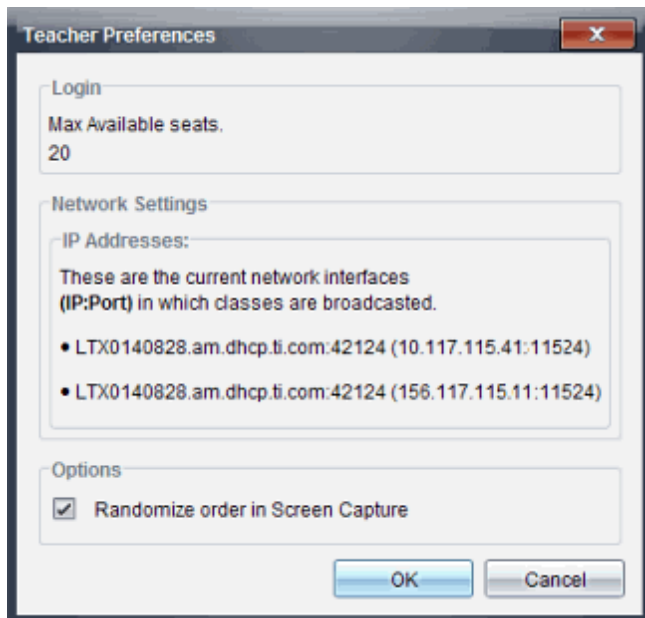 Teacher Preferences
Login
Max Available seats.
20
Network Settings
IP Addresses:
These are the current network interfaces
(IP:Port) in which classes are broadcasted.
• LTX0140828.am.dhcp.ti.com:42124 (10.117.115.41:11524)
• LTX0140828.am.dhcp.ti.com:42124 (156.117.115.11:11524)
Options
Randomize order in Screen Capture
OK Cancel